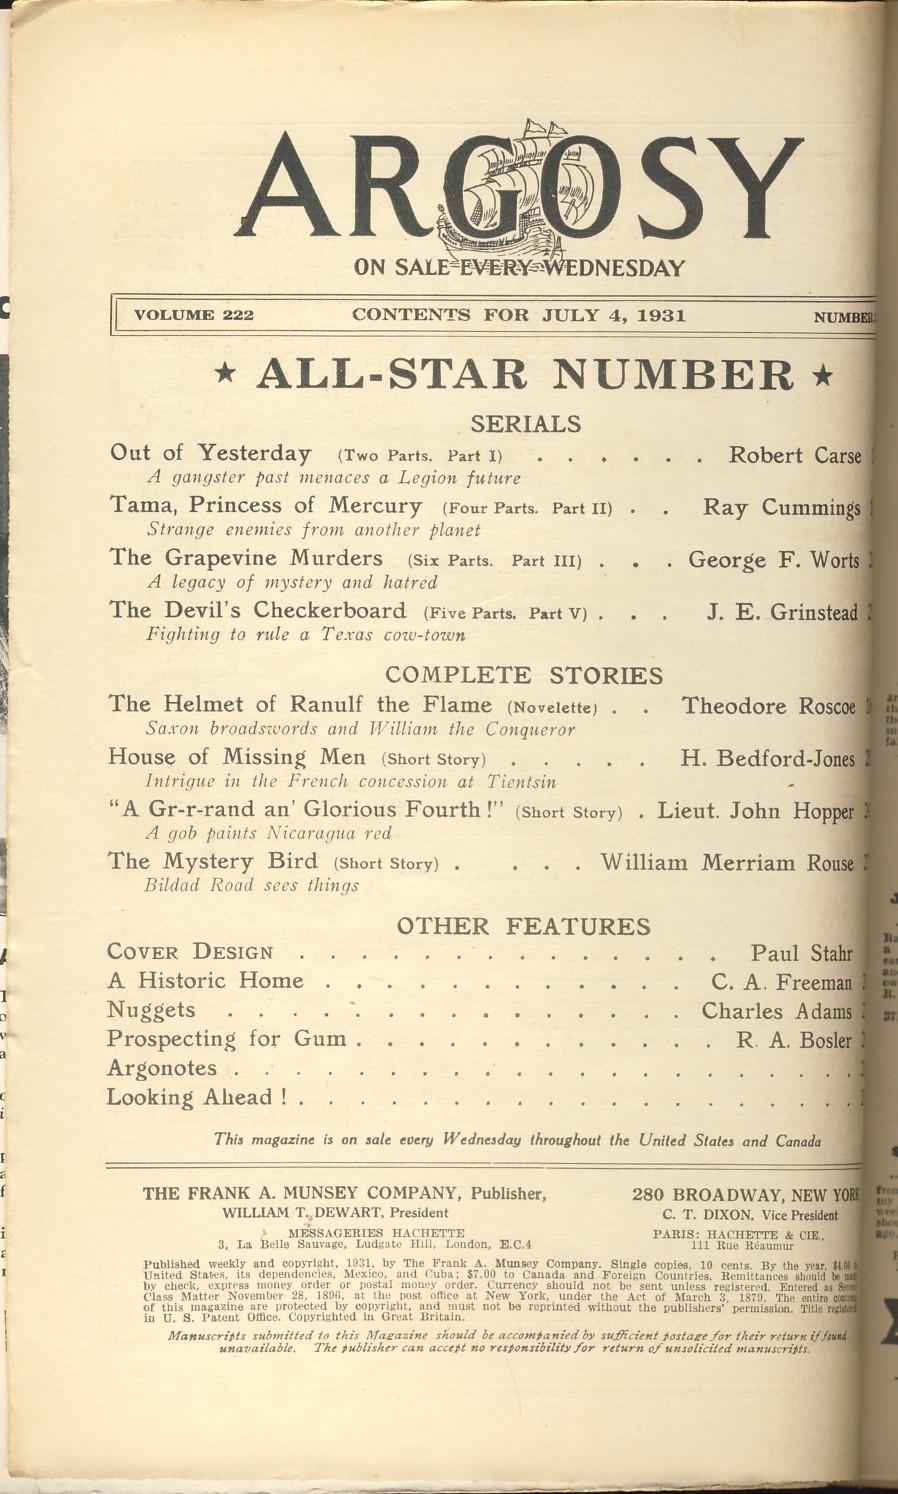 ARGOSY
ON SALE EVERY WEDNESDAY
VOLUME 222 CONTENTS FOR JULY 4, 1931 NUMBER
★ ALL-STAR NUMBER ★
SERIALS
Out of Yesterday (Two Parts. Part I) . . . . . . Robert Carse
A gangster past menaces a Legion future
Tama, Princess of Mercury (Four Parts. Part II) . . Ray Cummings
Strange enemies from another planet
The Grapevine Murders (Six Parts. Part III) . . . George F. Worts
A legacy of mystery and hatred
The Devil's Checkerboard (Five Parts. Part V) . . . J. E. Grinstead
Fighting to rule a Texas cow-town
COMPLETE STORIES
The Helmet of Ranulf the Flame (Novelette) . . Theodore Roscoe
Saxon broadswords and William the Conqueror
House of Missing Men (Short Story) . . . . . H. Bedford-Jones
Intrigue in the French concession at Tientsin
"A Gr-r-rand an' Glorious Fourth!" (Short Story) . Lieut. John Hopper
A gob paints Nicaragua red
The Mystery Bird (Short Story) . . . . William Merriam Rouse
Bildad Road sees things
OTHER FEATURES
COVER DESIGN . . . . . . . . . . . . . . Paul Stahr
A Historic Home . . . . . . . . . . . . C. A. Freeman
Nuggets . . . . . . . . . . . . . . . Charles Adams
Prospecting for Gum . . . . . . . . . . . . R. A. Bosler
Argonotes . . . . . . . . . . . . . . . . . . . .
Looking Ahead ! . . . . . . . . . . . . . . . . . .
This magazine is on sale every Wednesday throughout the United States and Canada
THE FRANK A. MUNSEY COMPANY, Publisher, 280 BROADWAY, NEW YORK
WILLIAM T. DEWART, President C. T. DIXON, Vice President
MESSAGERIES HACHETTE PARIS: HACHETTE & CIE.,
3, La Belle Sauvage, Ludgate Hill, London, E.C.4 111 Rue Réaumur
Published weekly and copyright, 1931, by The Frank A. Munsey Company. Single copies, 10 cents. By the year, $4.00 in
United States, its dependencies, Mexico, and Cuba; $7.00 to Canada and Foreign Countries. Remittances should be made
by check, express money order or postal money order. Currency should not be sent unless registered. Entered as Second
Class Matter November 28, 1896, at the post office at New York, under the Act of March 3, 1879. The entire contents
of this magazine are protected by copyright, and must not be reprinted without the publishers' permission. Title registered
in U. S. Patent Office. Copyrighted in Great Britain.
Manuscripts submitted to this Magazine should be accompanied by sufficient postage for their return if found
unavailable. The publisher can accept no responsibility for return of unsolicited manuscripts.